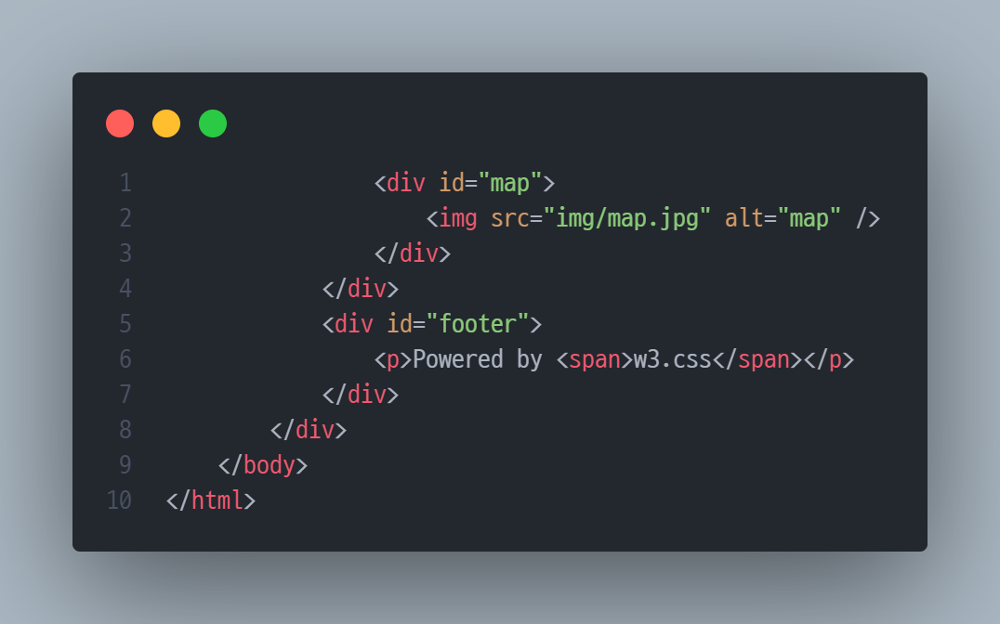 1                <div id="map">
2                    <img src="img/map.jpg" alt="map" />
3                </div>
4            </div>
5            <div id="footer">
6                <p>Powered by <span>w3.css</span></p>
7            </div>
8        </div>
9    </body>
10 </html>